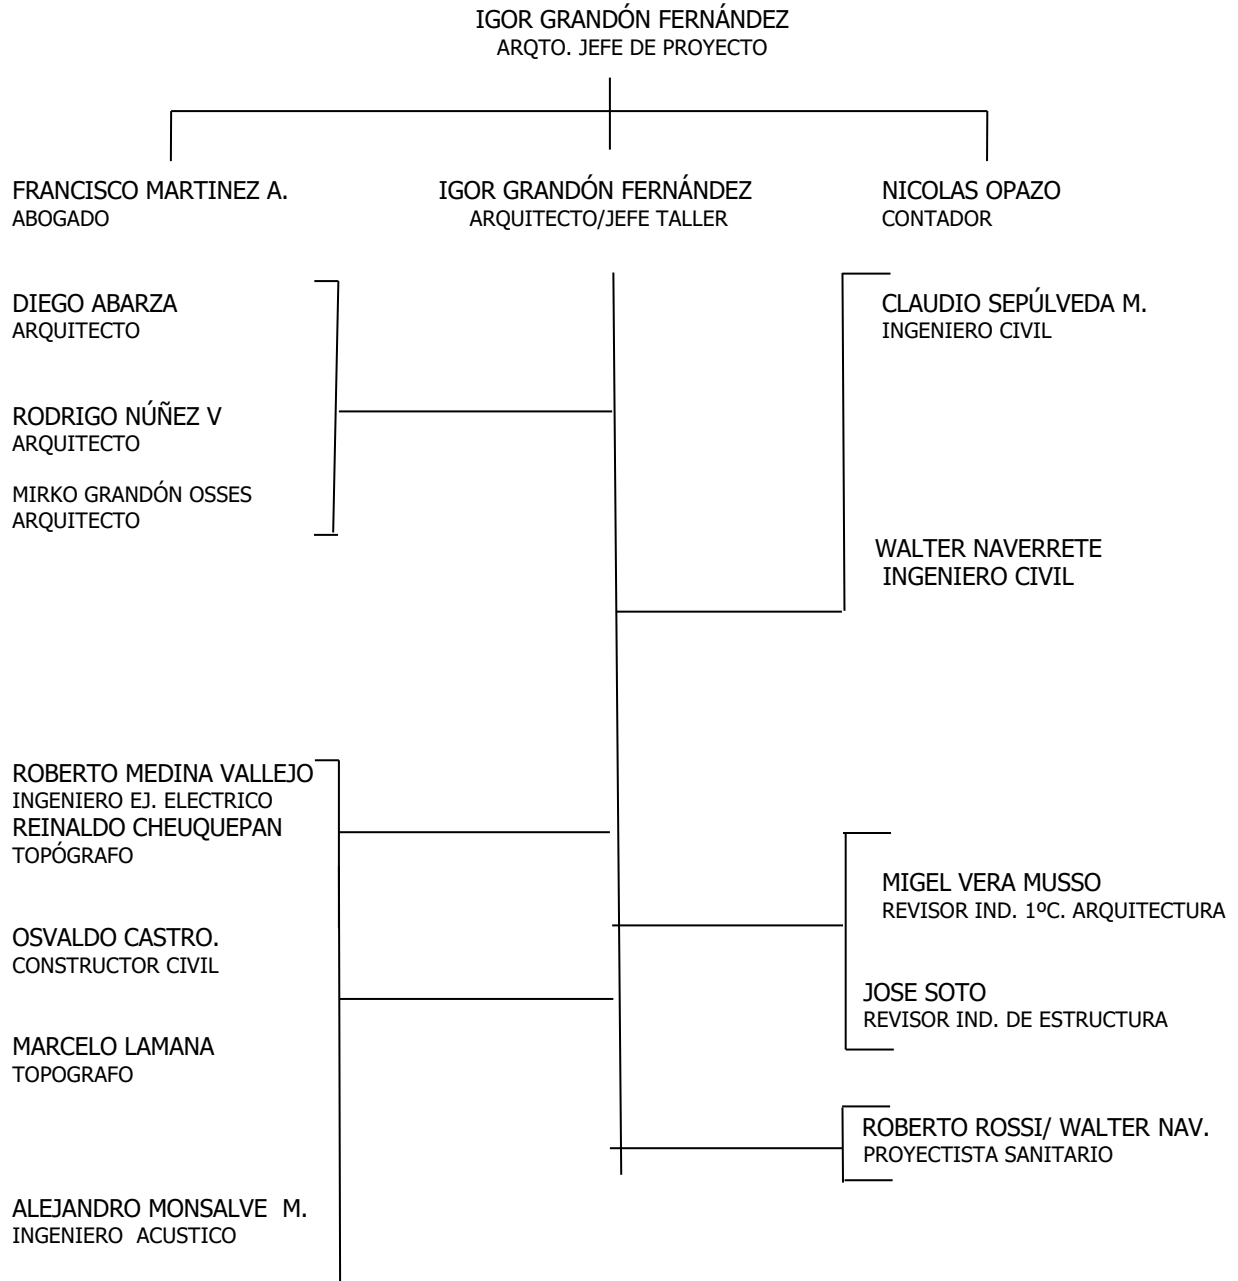 IGOR GRANDÓN FERNÁNDEZ
ARQTO. JEFE DE PROYECTO
FRANCISCO MARTINEZ A.
ABOGADO
IGOR GRANDÓN FERNÁNDEZ
ARQUITECTO/JEFE TALLER
NICOLAS OPAZO
CONTADOR
DIEGO ABARZA
ARQUITECTO
CLAUDIO SEPÚLVEDA M.
INGENIERO CIVIL
RODRIGO NÚÑEZ V
ARQUITECTO
MIRKO GRANDÓN OSSES
ARQUITECTO
WALTER NAVERRETE
INGENIERO CIVIL
ROBERTO MEDINA VALLEJO
INGENIERO EJ. ELECTRICO
REINALDO CHEUQUEPAN
TOPÓGRAFO
MIGEL VERA MUSSO
REVISOR IND. 1ºC. ARQUITECTURA
OSVALDO CASTRO.
CONSTRUCTOR CIVIL
JOSE SOTO
REVISOR IND. DE ESTRUCTURA
MARCELO LAMANA
TOPOGRAFO
ROBERTO ROSSI/ WALTER NAV.
PROYECTISTA SANITARIO
ALEJANDRO MONSALVE  M.
INGENIERO  ACUSTICO